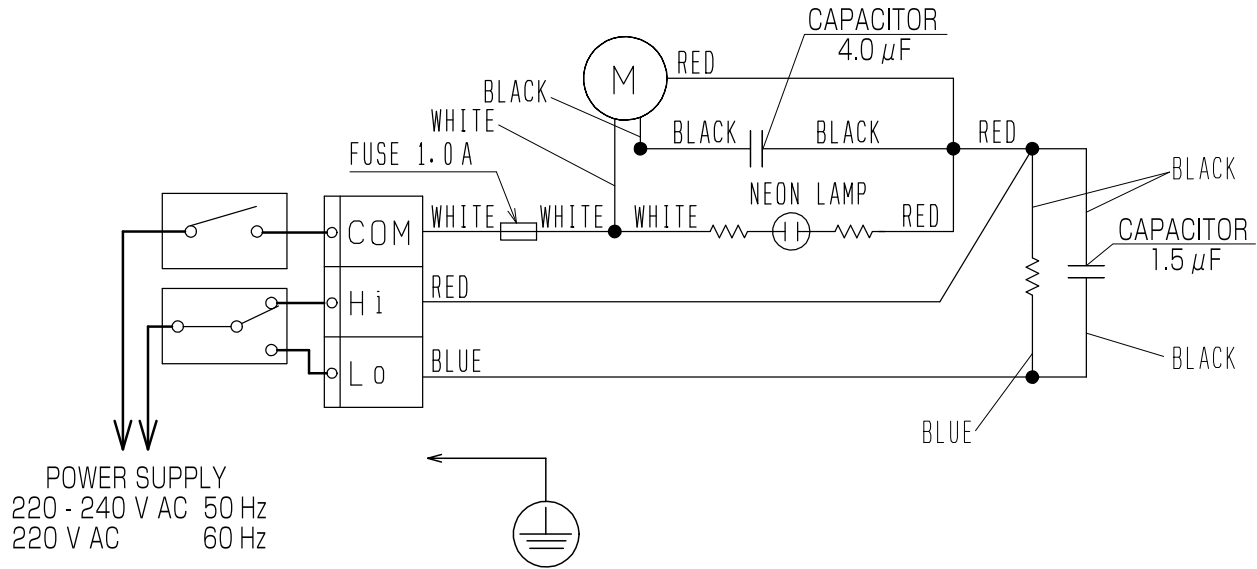 CAPACITOR
4.0 µF
M
RED
BLACK
WHITE
BLACK
BLACK
RED
FUSE 1.0A
BLACK
NEON LAMP
COM
WHITE
WHITE
WHITE
RED
CAPACITOR
1.5 µF
Hi
RED
Lo
BLUE
BLACK
BLUE
POWER SUPPLY
220 - 240 V AC 50 Hz
220 V AC 60 Hz